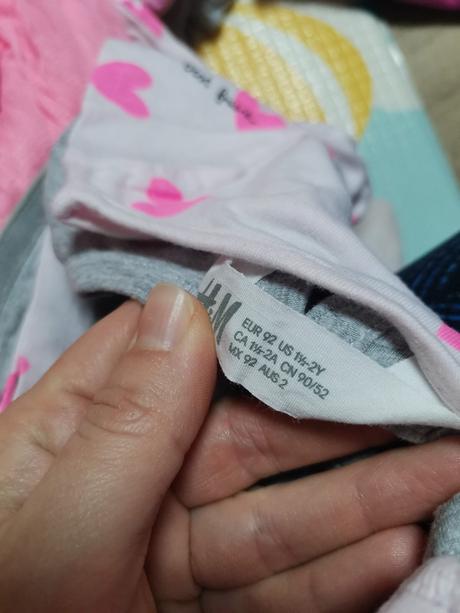 H&M
EUR 92 US 1½-2Y
CA 1½-2A CN 90/52
MX 92 AUS 2